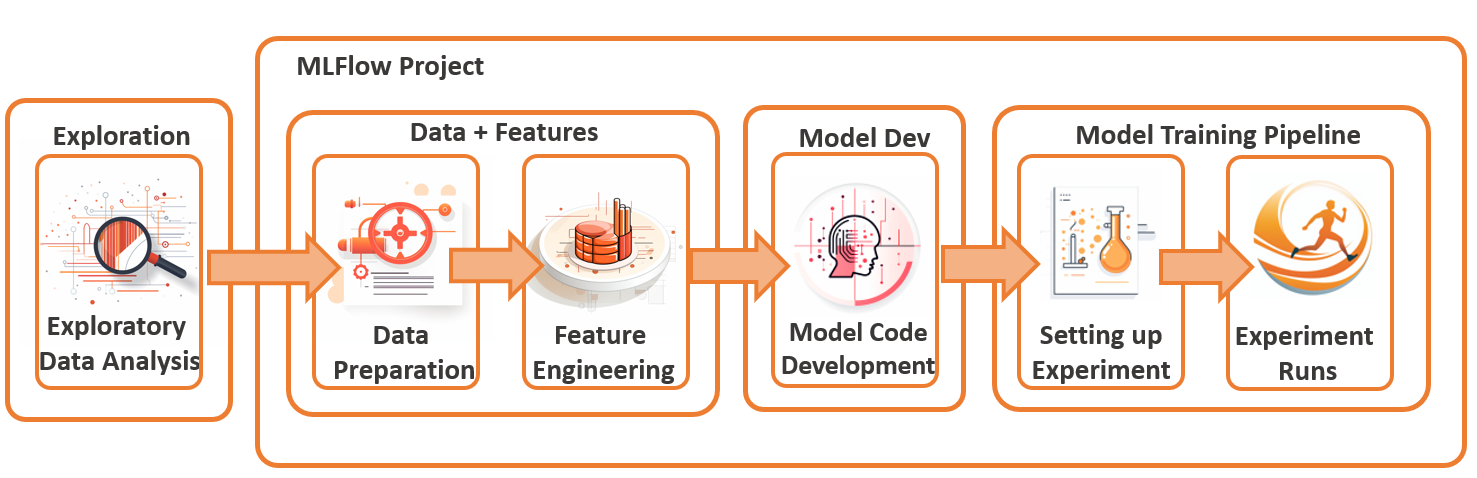 MLFlow Project
Exploration
Exploratory
Data Analysis
Data + Features
Data
Preparation
Feature
Engineering
Model Dev
Model Code
Development
Model Training Pipeline
Setting up
Experiment
Experiment
Runs